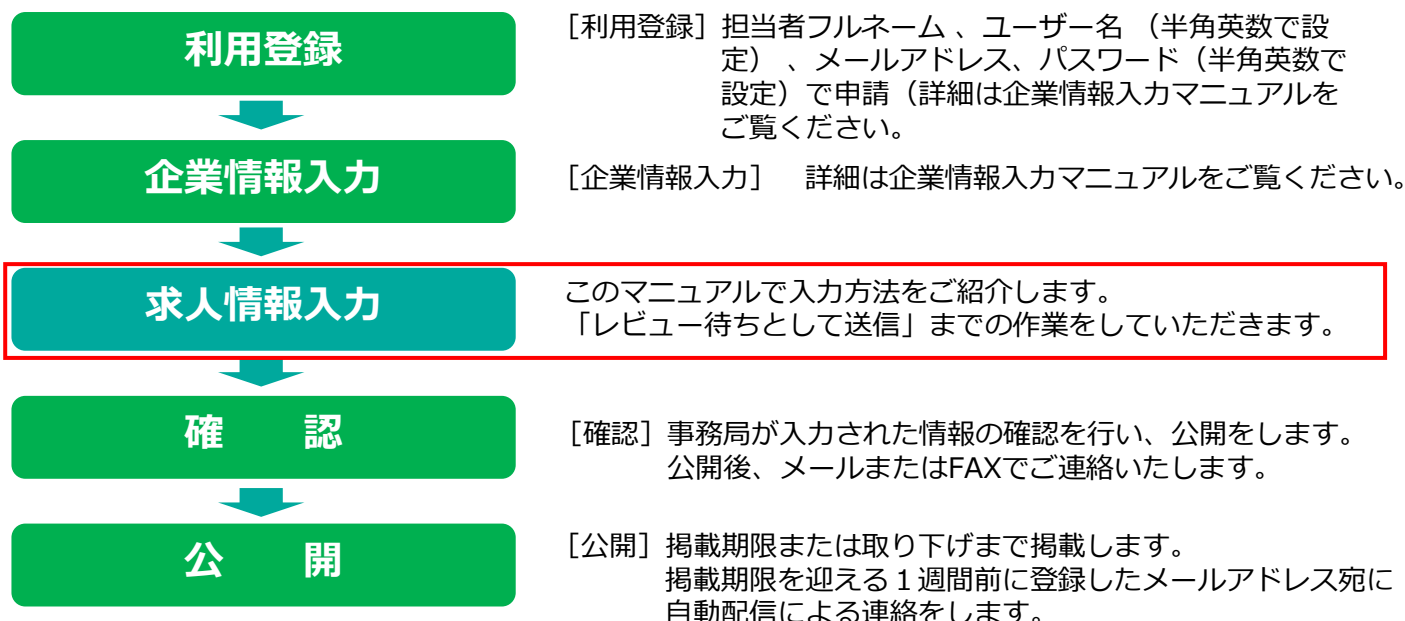 利用登録
［利用登録］担当者フルネーム 、ユーザー名 （半角英数で設
定） 、メールアドレス、パスワード（半角英数で
設定）で申請（詳細は企業情報入力マニュアルを
ご覧ください。
企業情報入力
［企業情報入力］　詳細は企業情報入力マニュアルをご覧ください。
求人情報入力
このマニュアルで入力方法をご紹介します。
「レビュー待ちとして送信」までの作業をしていただきます。
確　　認
［確認］事務局が入力された情報の確認を行い、公開をします。
公開後、メールまたはFAXでご連絡いたします。
公　　開
［公開］掲載期限または取り下げまで掲載します。
掲載期限を迎える１週間前に登録したメールアドレス宛に
自動配信による連絡をします。